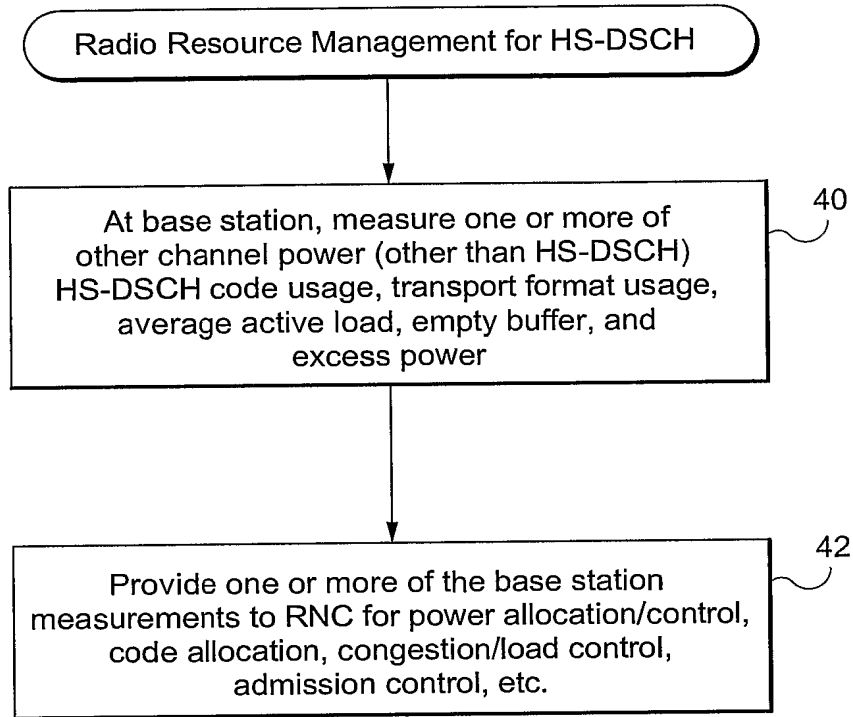 Radio Resource Management for HS-DSCH
At base station, measure one or more of
other channel power (other than HS-DSCH)
HS-DSCH code usage, transport format usage,
average active load, empty buffer, and
excess power
40
Provide one or more of the base station
measurements to RNC for power allocation/control,
code allocation, congestion/load control,
admission control, etc.
42